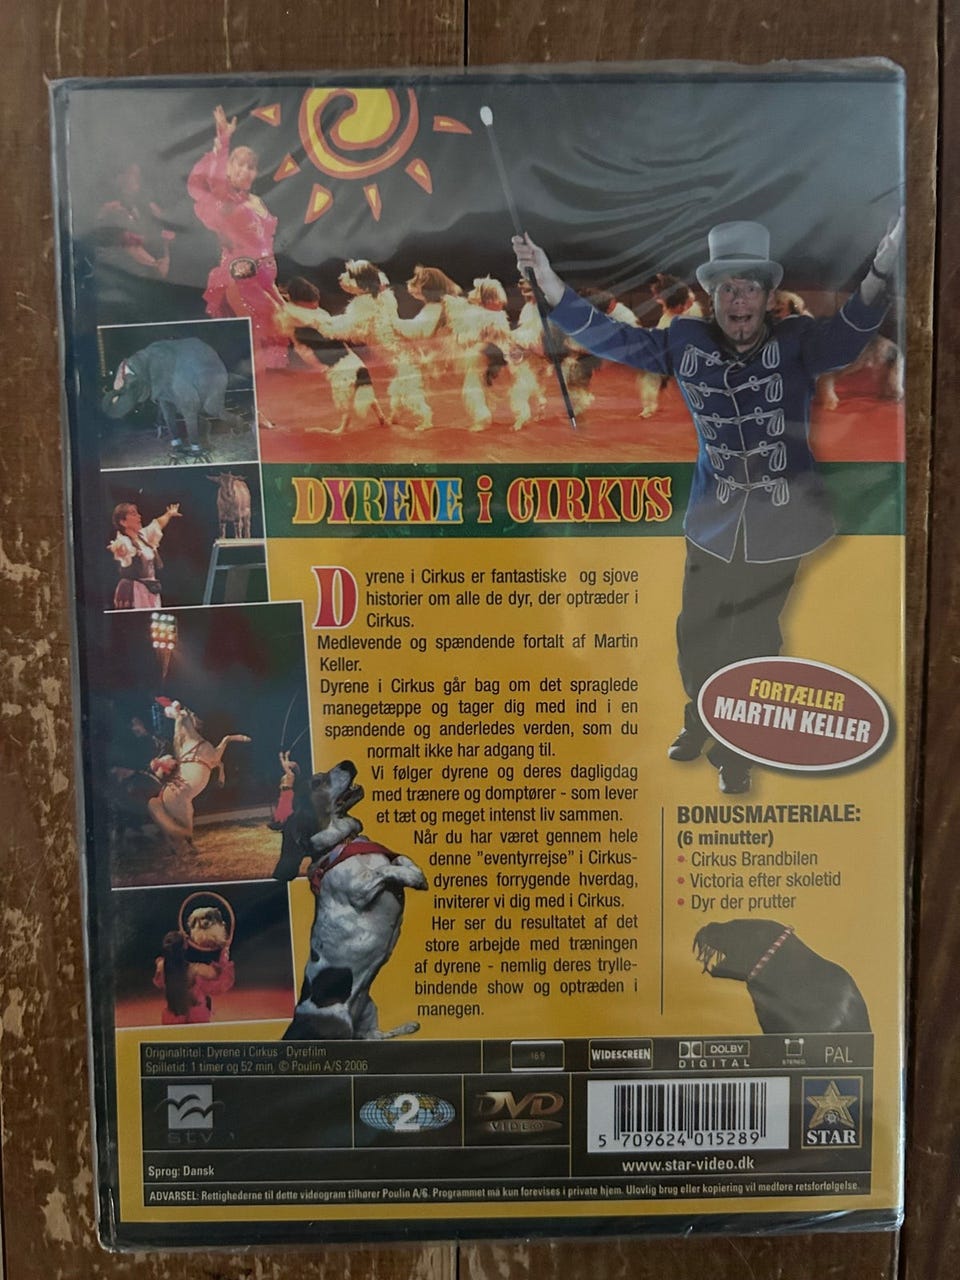 DYRENE i CIRKUS
Dyrene i Cirkus er fantastiske og sjove
historier om alle de dyr, der optræder i
Cirkus.
Medlevende og spændende fortalt af Martin
Keller.
Dyrene i Cirkus går bag om det spraglede
manegetæppe og tager dig med ind i en
spændende og anderledes verden, som du
normalt ikke har adgang til.
Vi følger dyrene og deres dagligdag
med trænere og domptører - som lever
et tæt og meget intenst liv sammen.
Når du har været gennem hele
denne "eventyrrejse" i Cirkus-
dyrenes forrygende hverdag,
inviterer vi dig med i Cirkus.
Her ser du resultatet af det
store arbejde med træningen
af dyrene - nemlig deres trylle-
bindende show og optræden i
manegen.
FORTÆLLER
MARTIN KELLER
BONUSMATERIALE:
(6 minutter)
• Cirkus Brandbilen
• Victoria efter skoletid
• Dyr der prutter
Originaltitel: Dyrene i Cirkus - Dyrefilm
Spilletid: 1 timer og 52 min. © Poulin A/S 2006
16:9
WIDESCREEN
DOLBY
DIGITAL
STEREO
PAL
stv
2
DVD
VIDEO
5 709624 015289
STAR
www.star-video.dk
Sprog: Dansk
ADVARSEL: Rettighederne til dette videogram tilhører Poulin A/S. Programmet må kun forevises i private hjem. Ulovlig brug eller kopiering vil medføre retsforfølgelse.